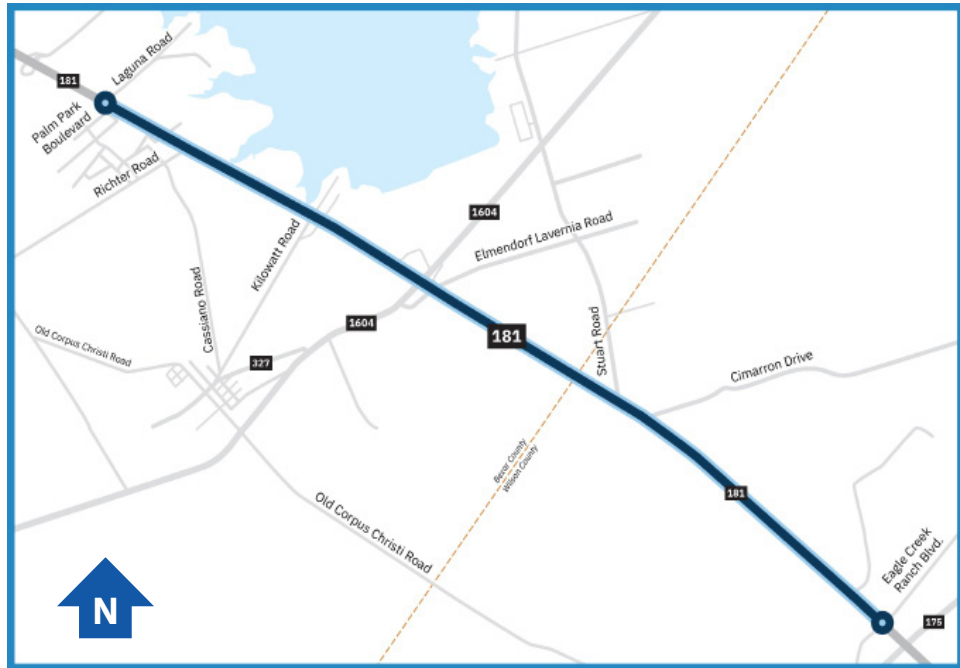 Laguna Road
181
Palm Park
Boulevard
Richter Road
1604
Elmendorf Lavernia Road
Kilowatt Road
Cassiano Road
1604
181
Old Corpus Christi Road
327
Stuart Road
Cimarron Drive
Bexar County
Wilson County
181
Old Corpus Christi Road
Eagle Creek
Ranch Blvd.
N
175